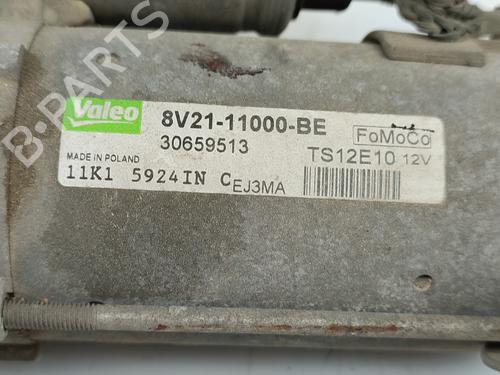 B-PARTS
Valeo
8V21-11000-BE
FoMoCo
30659513
TS12E10 12V
MADE IN POLAND
11K1 5924IN CEJ3MA